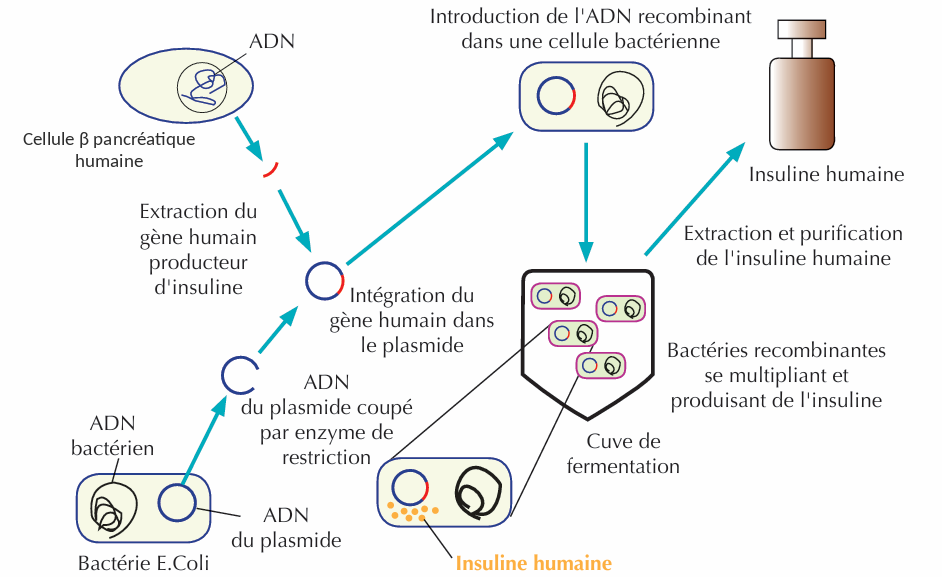 Introduction de l'ADN recombinant
dans une cellule bactérienne
ADN
Cellule β pancréatique
humaine
Insuline humaine
Extraction du
gène humain
producteur
d'insuline
Extraction et purification
de l'insuline humaine
Intégration du
gène humain dans
le plasmide
Bactéries recombinantes
se multipliant et
produisant de l'insuline
ADN
du plasmide coupé
par enzyme de
restriction
ADN
bactérien
Cuve de
fermentation
ADN
du plasmide
Bactérie E.Coli
Insuline humaine